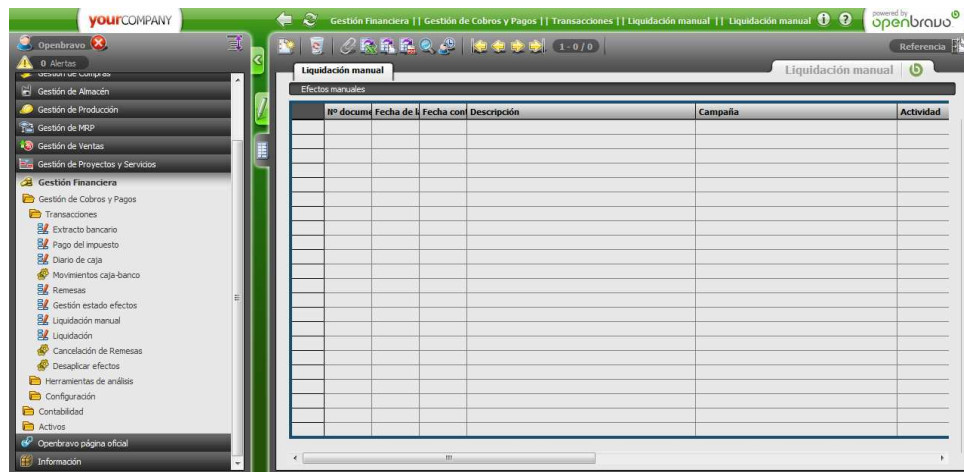 yourCOMPANY
Gestión Financiera || Gestión de Cobros y Pagos || Transacciones || Liquidación manual || Liquidación manual
powered by
openbravo
Openbravo
0 Alertas
Gestión de Compras
Gestión de Almacén
Gestión de Producción
Gestión de MRP
Gestión de Ventas
Gestión de Proyectos y Servicios
Gestión Financiera
Gestión de Cobros y Pagos
Transacciones
Extracto bancario
Pago del impuesto
Diario de caja
Movimientos caja-banco
Remesas
Gestión estado efectos
Liquidación manual
Liquidación
Cancelación de Remesas
Desaplicar efectos
Herramientas de análisis
Configuración
Contabilidad
Activos
Openbravo página oficial
Información
1 - 0 / 0
Referencia
Liquidación manual
Liquidación manual
Efectos manuales
Nº docume Fecha de l Fecha con Descripción Campaña Actividad